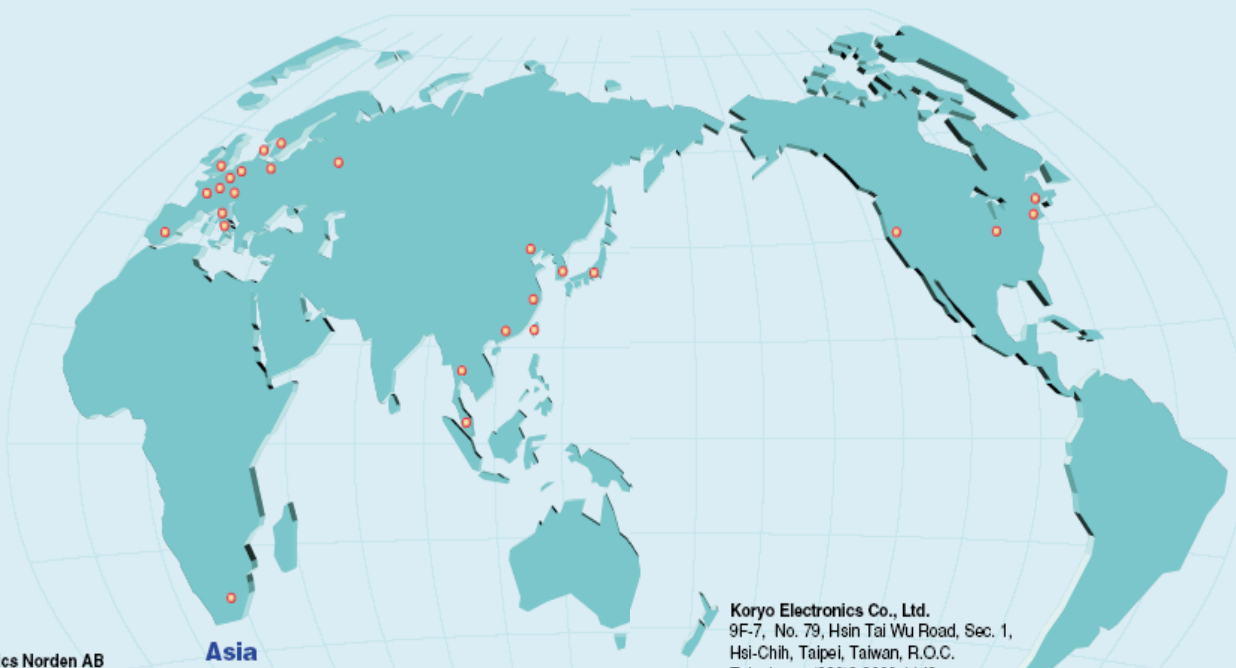 Koryo Electronics Co., Ltd.
9F-7, No. 79, Hsin Tai Wu Road, Sec. 1,
Hsi-Chih, Taipei, Taiwan, R.O.C.
Asia
Norden AB